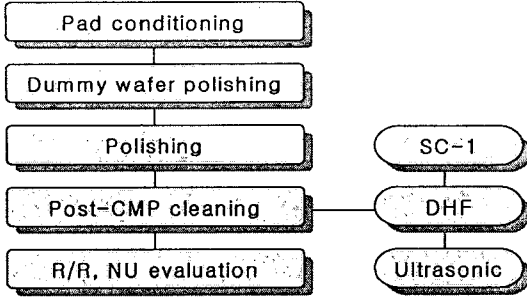 Pad conditioning
Dummy wafer polishing
Polishing
SC-1
Post-CMP cleaning
DHF
R/R, NU evaluation
Ultrasonic